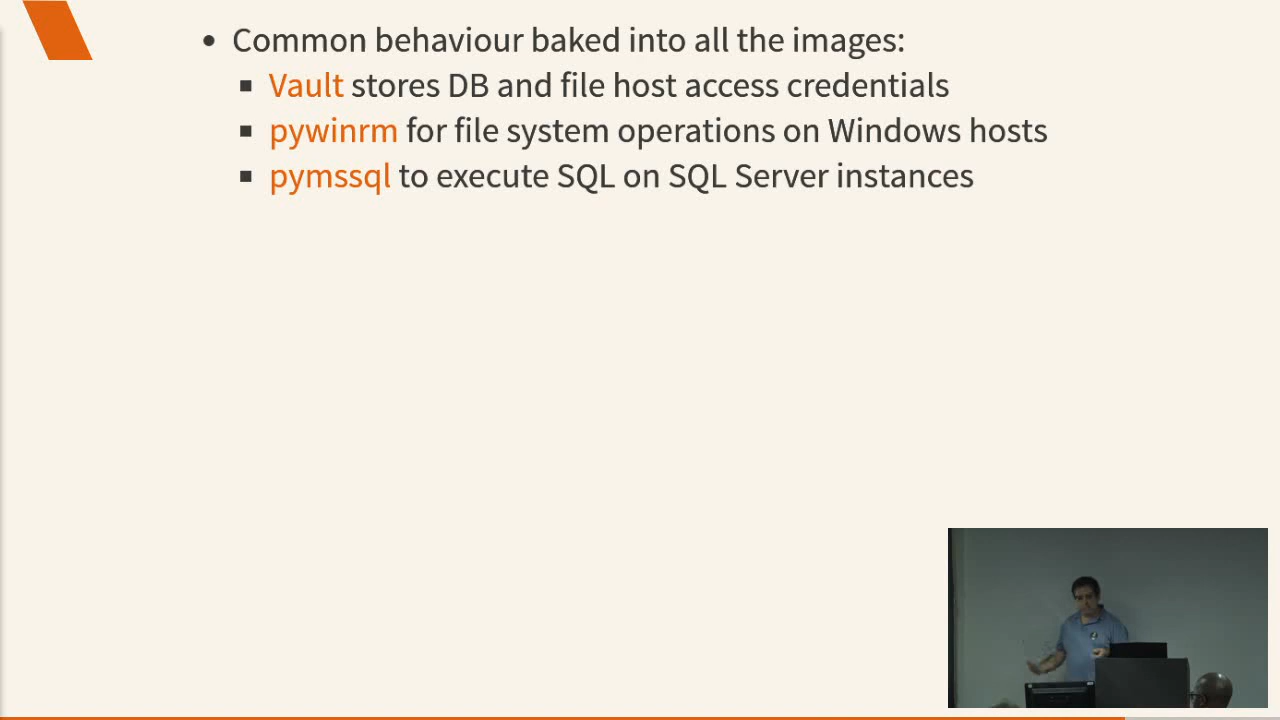 • Common behaviour baked into all the images:
▪ Vault stores DB and file host access credentials
▪ pywinrm for file system operations on Windows hosts
▪ pymssql to execute SQL on SQL Server instances